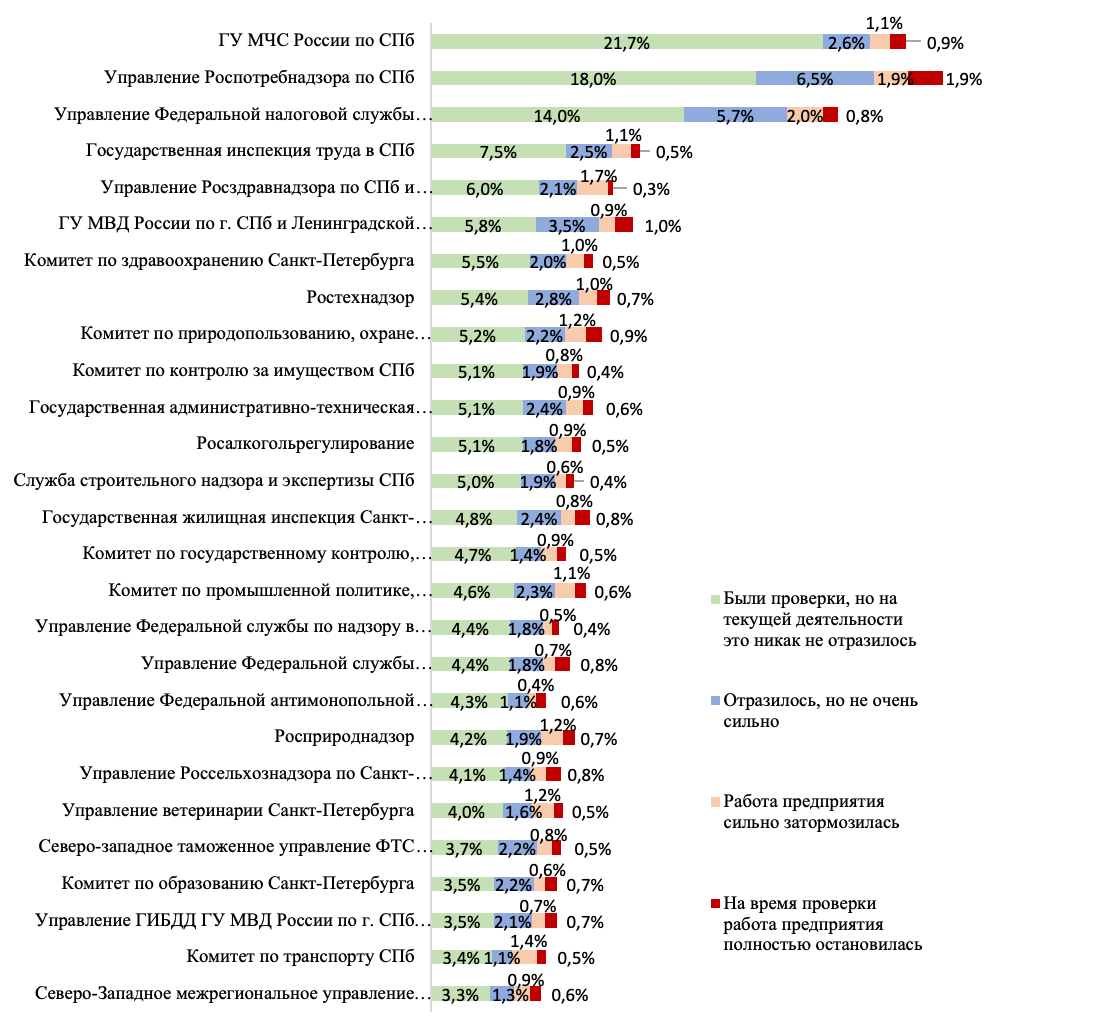 1,1%
ГУ МЧС России по СПб 21,7% 2,6% 0,9%
Управление Роспотребнадзора по СПб 18,0% 6,5% 1,9% 1,9%
Управление Федеральной налоговой службы… 14,0% 5,7% 2,0% 0,8%
1,1%
Государственная инспекция труда в СПб 7,5% 2,5% 0,5%
1,7%
Управление Росздравнадзора по СПб и… 6,0% 2,1% 0,3%
0,9%
ГУ МВД России по г. СПб и Ленинградской… 5,8% 3,5% 1,0%
1,0%
Комитет по здравоохранению Санкт-Петербурга 5,5% 2,0% 0,5%
1,0%
Ростехнадзор 5,4% 2,8% 0,7%
1,2%
Комитет по природопользованию, охране… 5,2% 2,2% 0,9%
0,8%
Комитет по контролю за имуществом СПб 5,1% 1,9% 0,4%
0,9%
Государственная административно-техническая… 5,1% 2,4% 0,6%
0,9%
Росалкогольрегулирование 5,1% 1,8% 0,5%
0,6%
Служба строительного надзора и экспертизы СПб 5,0% 1,9% 0,4%
0,8%
Государственная жилищная инспекция Санкт-… 4,8% 2,4% 0,8%
0,9%
Комитет по государственному контролю,… 4,7% 1,4% 0,5%
1,1%
Комитет по промышленной политике,… 4,6% 2,3% 0,6%
0,5%
Управление Федеральной службы по надзору в… 4,4% 1,8% 0,4%
0,7%
Управление Федеральной службы… 4,4% 1,8% 0,8%
0,4%
Управление Федеральной антимонопольной… 4,3% 1,1% 0,6%
1,2%
Росприроднадзор 4,2% 1,9% 0,7%
0,9%
Управление Россельхознадзора по Санкт-… 4,1% 1,4% 0,8%
1,2%
Управление ветеринарии Санкт-Петербурга 4,0% 1,6% 0,5%
0,8%
Северо-западное таможенное управление ФТС… 3,7% 2,2% 0,5%
0,6%
Комитет по образованию Санкт-Петербурга 3,5% 2,2% 0,7%
0,7%
Управление ГИБДД ГУ МВД России по г. СПб… 3,5% 2,1% 0,7%
1,4%
Комитет по транспорту СПб 3,4% 1,1% 0,5%
0,9%
Северо-Западное межрегиональное управление… 3,3% 1,3% 0,6%
Были проверки, но на
текущей деятельности
это никак не отразилось
Отразилось, но не очень
сильно
Работа предприятия
сильно затормозилась
На время проверки
работа предприятия
полностью остановилась